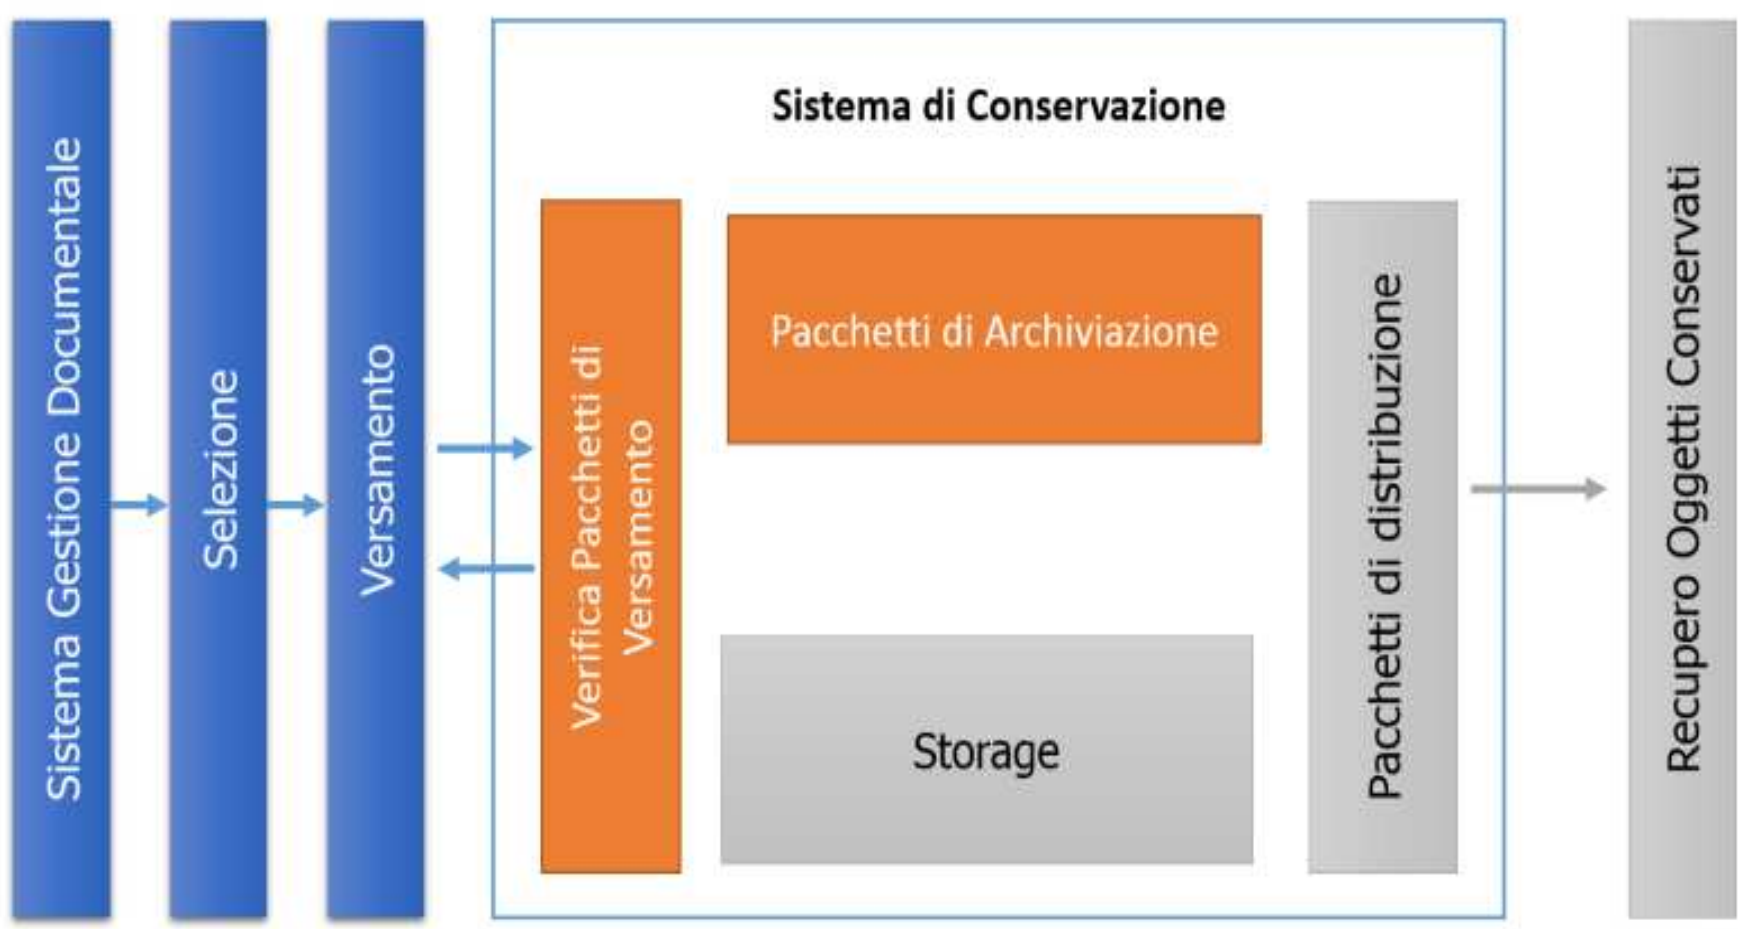 Sistema Gestione Documentale
Selezione
Versamento
Sistema di Conservazione
Verifica Pacchetti di
Versamento
Pacchetti di Archiviazione
Storage
Pacchetti di distribuzione
Recupero Oggetti Conservati